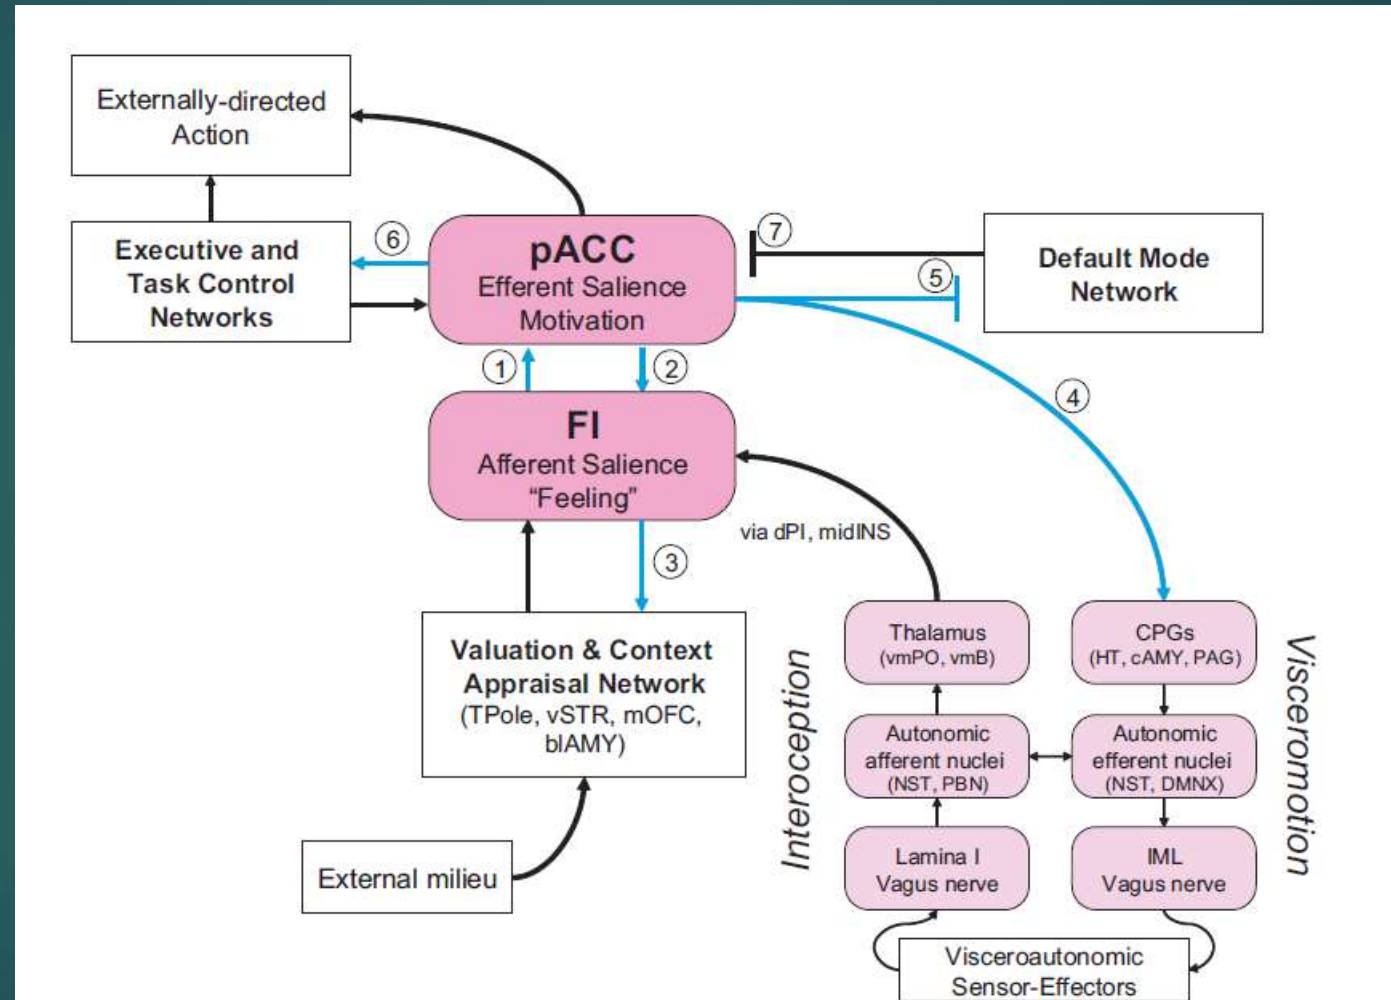 Externally-directed
Action
Executive and
Task Control
Networks
6
pACC
Efferent Salience
Motivation
7
5
Default Mode
Network
1
2
4
FI
Afferent Salience
“Feeling”
via dPI, midINS
3
Valuation & Context
Appraisal Network
(TPole, vSTR, mOFC,
blAMY)
External milieu
Interoception
Thalamus
(vmPO, vmB)
Autonomic
afferent nuclei
(NST, PBN)
Lamina I
Vagus nerve
CPGs
(HT, cAMY, PAG)
Autonomic
efferent nuclei
(NST, DMNX)
IML
Vagus nerve
Visceromotion
Visceroautonomic
Sensor-Effectors